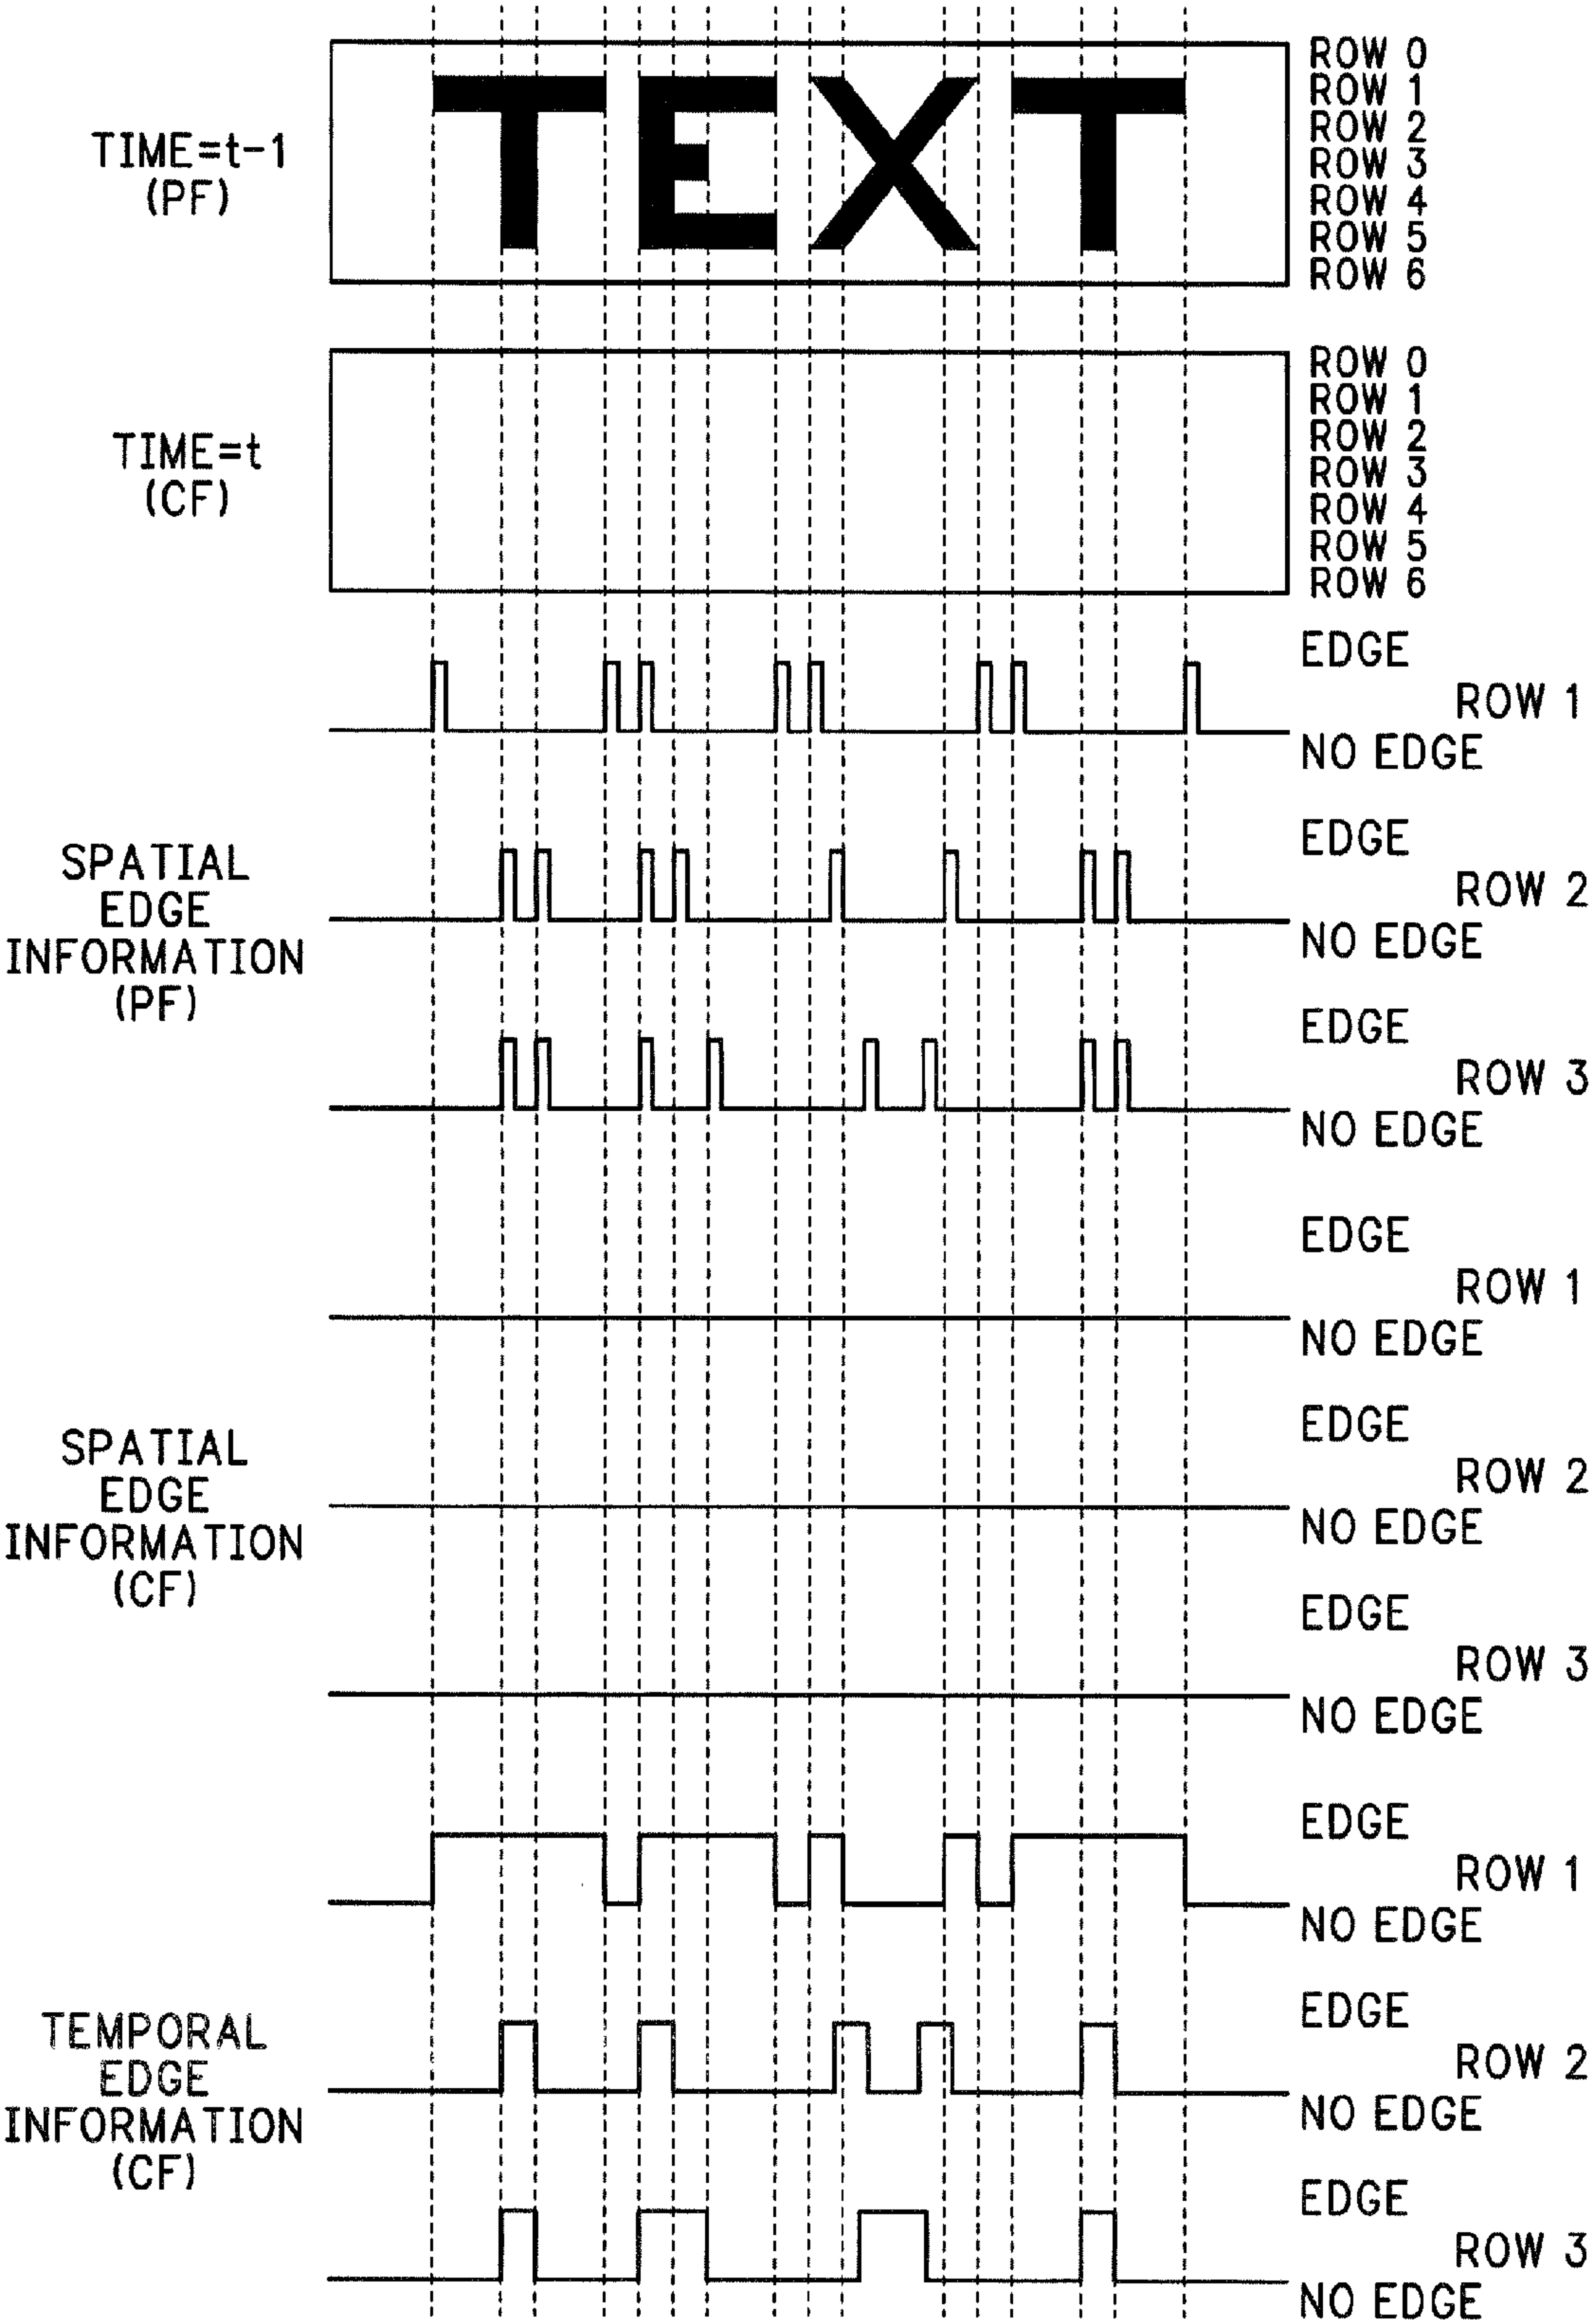 TEXT
TIME=t-1
(PF)
ROW 0
ROW 1
ROW 2
ROW 3
ROW 4
ROW 5
ROW 6
TIME=t
(CF)
ROW 0
ROW 1
ROW 2
ROW 3
ROW 4
ROW 5
ROW 6
SPATIAL
EDGE
INFORMATION
(PF)
EDGE
ROW 1
NO EDGE
EDGE
ROW 2
NO EDGE
EDGE
ROW 3
NO EDGE
SPATIAL
EDGE
INFORMATION
(CF)
EDGE
ROW 1
NO EDGE
EDGE
ROW 2
NO EDGE
EDGE
ROW 3
NO EDGE
TEMPORAL
EDGE
INFORMATION
(CF)
EDGE
ROW 1
NO EDGE
EDGE
ROW 2
NO EDGE
EDGE
ROW 3
NO EDGE